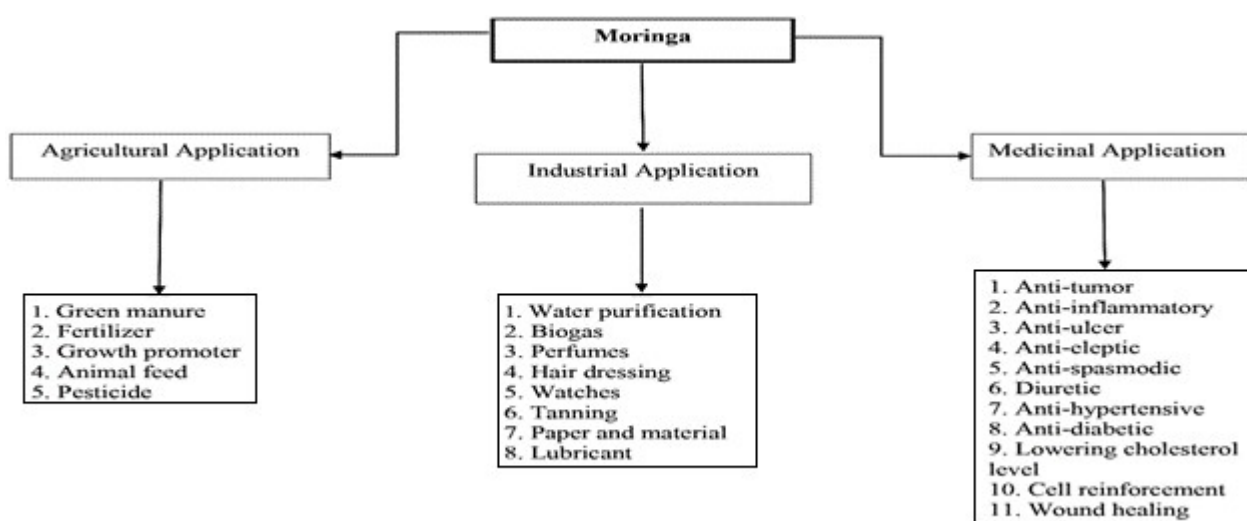 Moringa
Agricultural Application
Industrial Application
Medicinal Application
1. Green manure
2. Fertilizer
3. Growth promoter
4. Animal feed
5. Pesticide
1. Water purification
2. Biogas
3. Perfumes
4. Hair dressing
5. Watches
6. Tanning
7. Paper and material
8. Lubricant
1. Anti-tumor
2. Anti-inflammatory
3. Anti-ulcer
4. Anti-eleptic
5. Anti-spasmodic
6. Diuretic
7. Anti-hypertensive
8. Anti-diabetic
9. Lowering cholesterol
level
10. Cell reinforcement
11. Wound healing